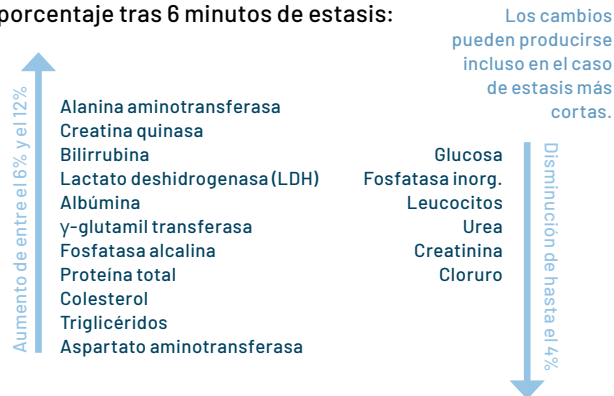 porcentaje tras 6 minutos de estasis:
Los cambios
pueden producirse
incluso en el caso
de estasis más
cortas.
Aumento de entre el 6% y el 12%
Alanina aminotransferasa
Creatina quinasa
Bilirrubina
Lactato deshidrogenasa (LDH)
Albúmina
γ-glutamil transferasa
Fosfatasa alcalina
Proteína total
Colesterol
Triglicéridos
Aspartato aminotransferasa
Glucosa
Fosfatasa inorg.
Leucocitos
Urea
Creatinina
Cloruro
Disminución de hasta el 4%